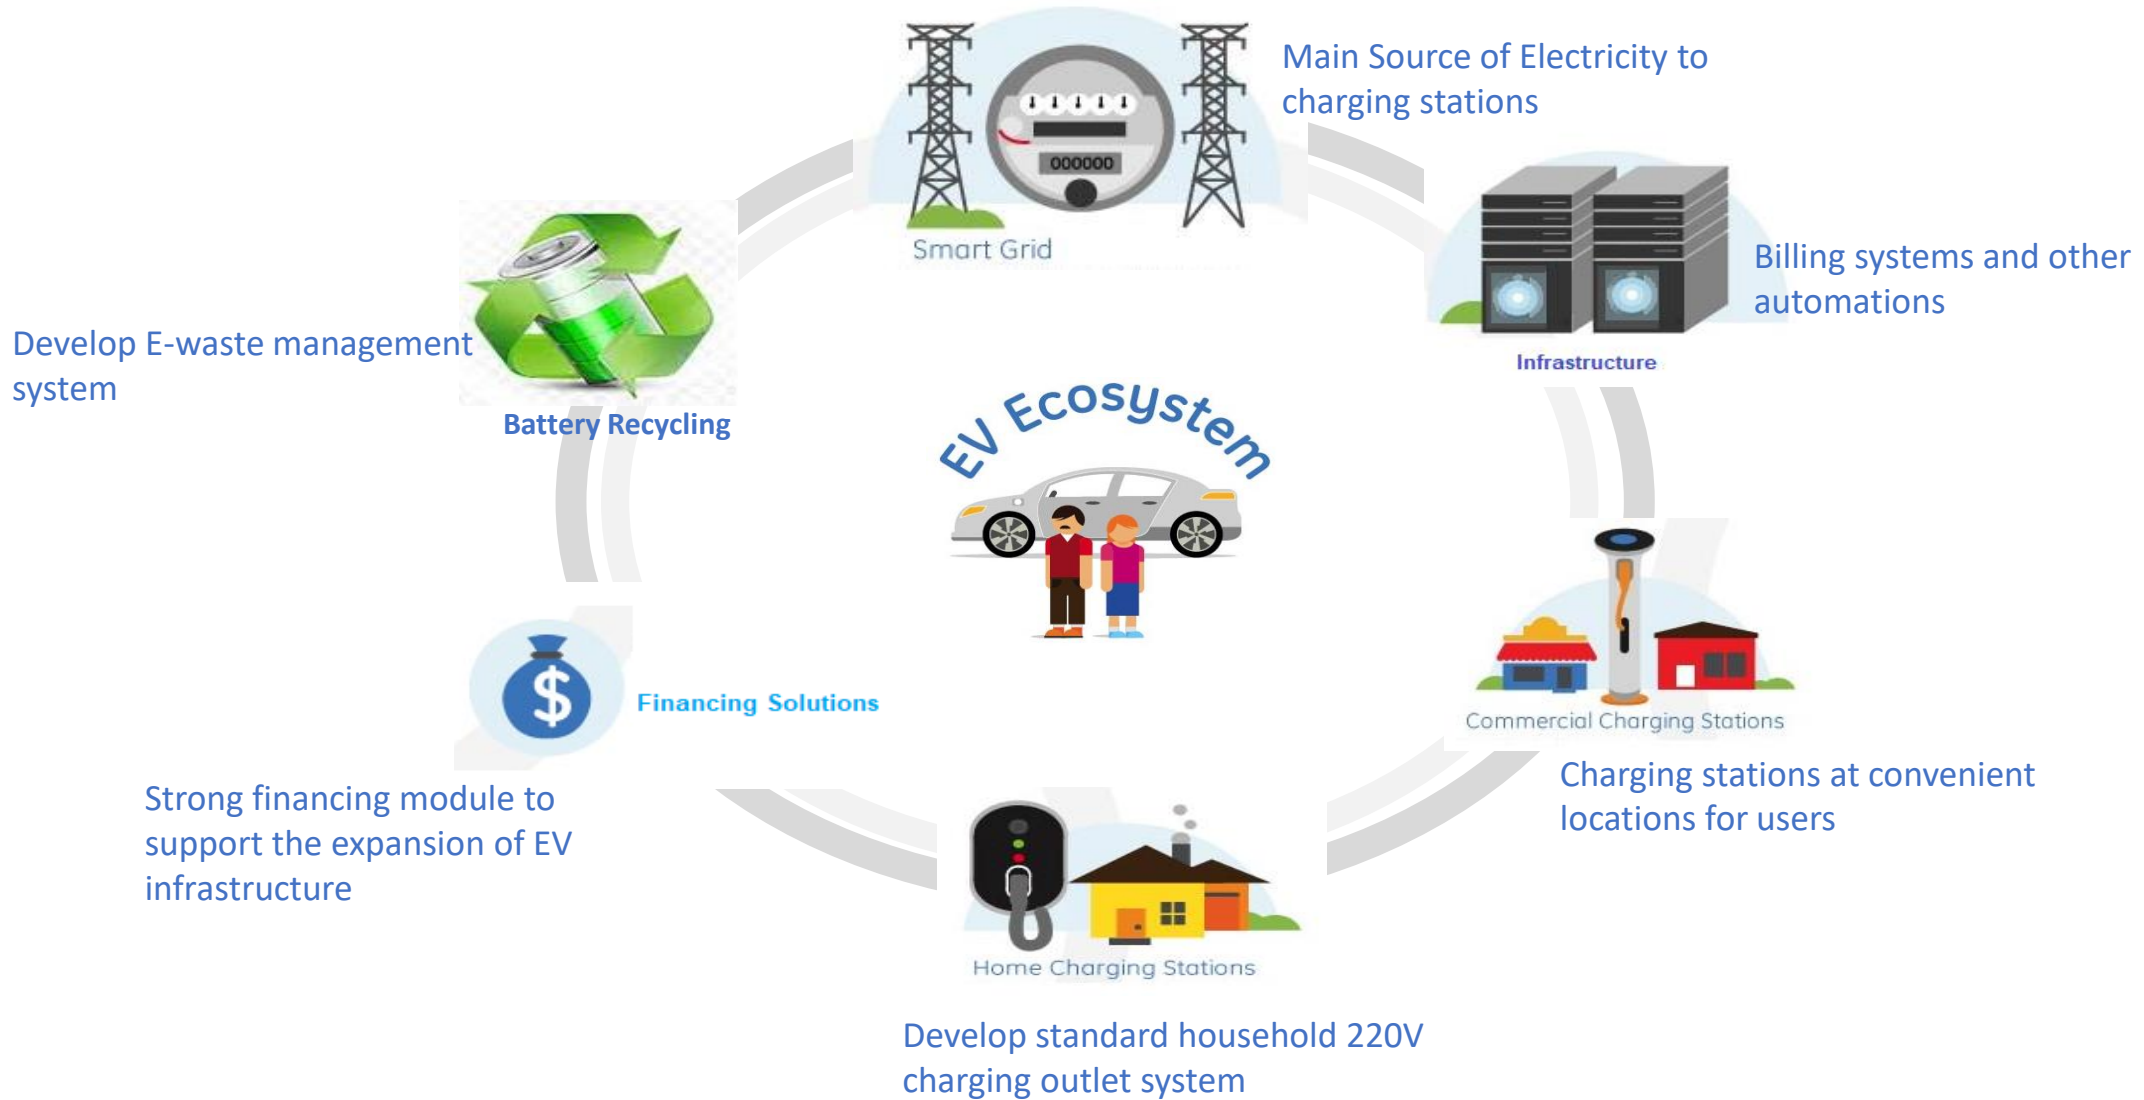 Main Source of Electricity to
charging stations
000000
Smart Grid
Billing systems and other
automations
Infrastructure
Develop E-waste management
system
Battery Recycling
EV Ecosystem
$
Financing Solutions
Strong financing module to
support the expansion of EV
infrastructure
Commercial Charging Stations
Charging stations at convenient
locations for users
Home Charging Stations
Develop standard household 220V
charging outlet system